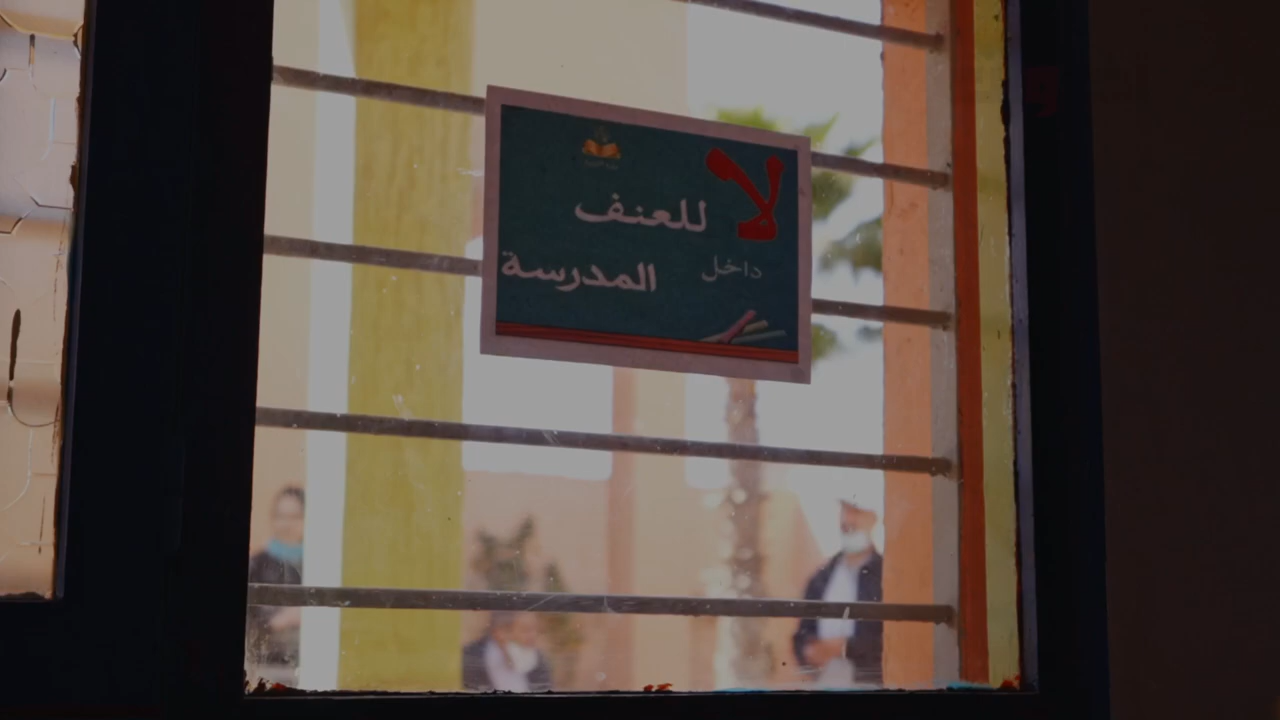 لا
للعنف
داخل المدرسة